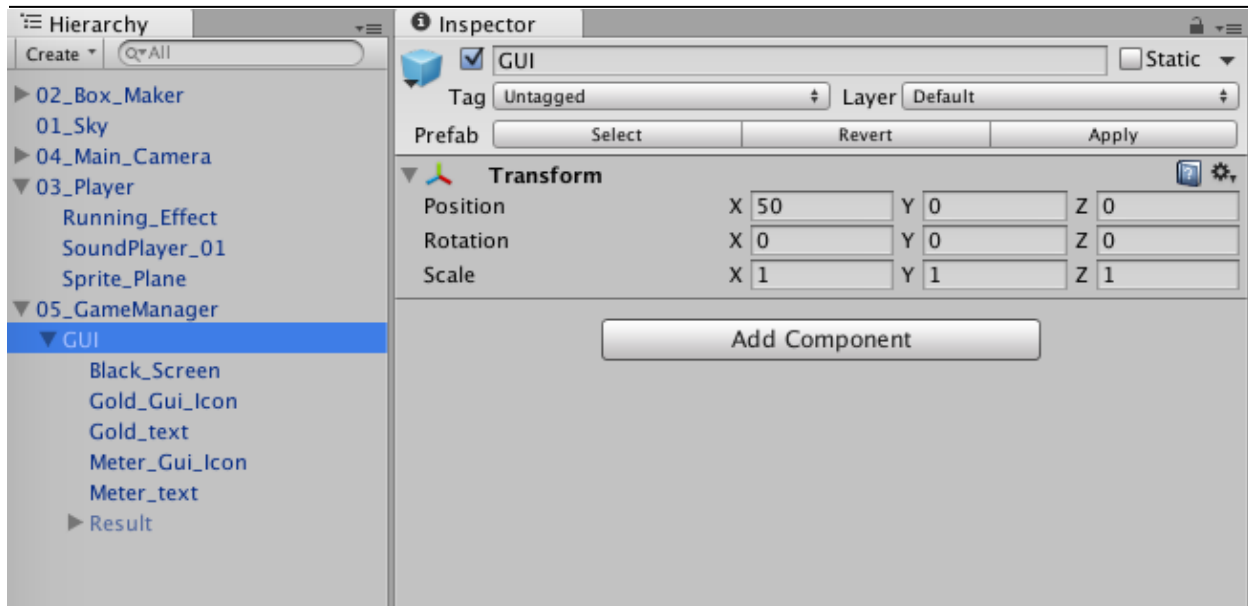 Hierarchy
Create All
02_Box_Maker
01_Sky
04_Main_Camera
03_Player
Running_Effect
SoundPlayer_01
Sprite_Plane
05_GameManager
GUI
Black_Screen
Gold_Gui_Icon
Gold_text
Meter_Gui_Icon
Meter_text
Result
Inspector
GUI Static
Tag Untagged Layer Default
Prefab Select Revert Apply
Transform
Position X 50 Y 0 Z 0
Rotation X 0 Y 0 Z 0
Scale X 1 Y 1 Z 1
Add Component